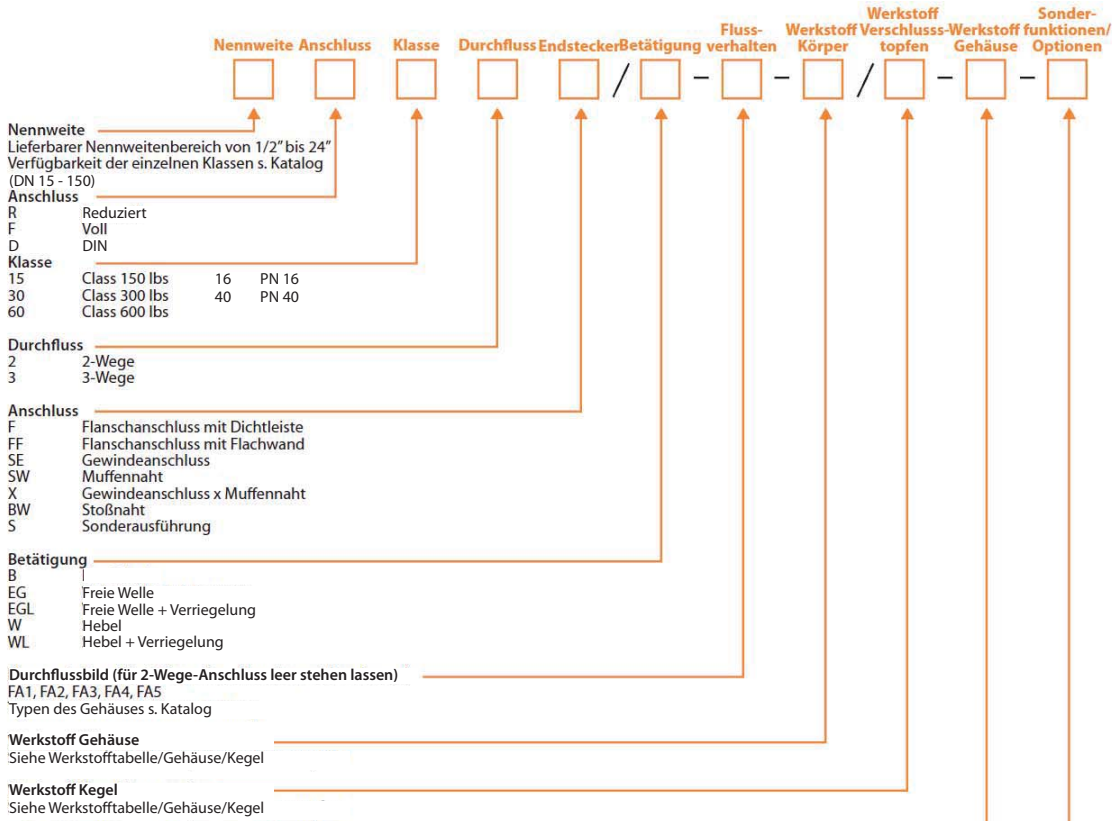 Nennweite Anschluss Klasse Durchfluss Endstecker Betätigung Fluss-verhalten Werkstoff Körper Werkstoff Verschlusss-topfen Werkstoff Gehäuse Sonder-funktionen/Optionen
/ - - / - -
Nennweite
Lieferbarer Nennweitenbereich von 1/2" bis 24"
Verfügbarkeit der einzelnen Klassen s. Katalog
(DN 15 - 150)
Anschluss
R Reduziert
F Voll
D DIN
Klasse
15 Class 150 lbs 16 PN 16
30 Class 300 lbs 40 PN 40
60 Class 600 lbs
Durchfluss
2 2-Wege
3 3-Wege
Anschluss
F Flanschanschluss mit Dichtleiste
FF Flanschanschluss mit Flachwand
SE Gewindeanschluss
SW Muffennaht
X Gewindeanschluss x Muffennaht
BW Stoßnaht
S Sonderausführung
Betätigung
B
EG Freie Welle
EGL Freie Welle + Verriegelung
W Hebel
WL Hebel + Verriegelung
Durchflussbild (für 2-Wege-Anschluss leer stehen lassen)
FA1, FA2, FA3, FA4, FA5
Typen des Gehäuses s. Katalog
Werkstoff Gehäuse
Siehe Werkstofftabelle/Gehäuse/Kegel
Werkstoff Kegel
Siehe Werkstofftabelle/Gehäuse/Kegel